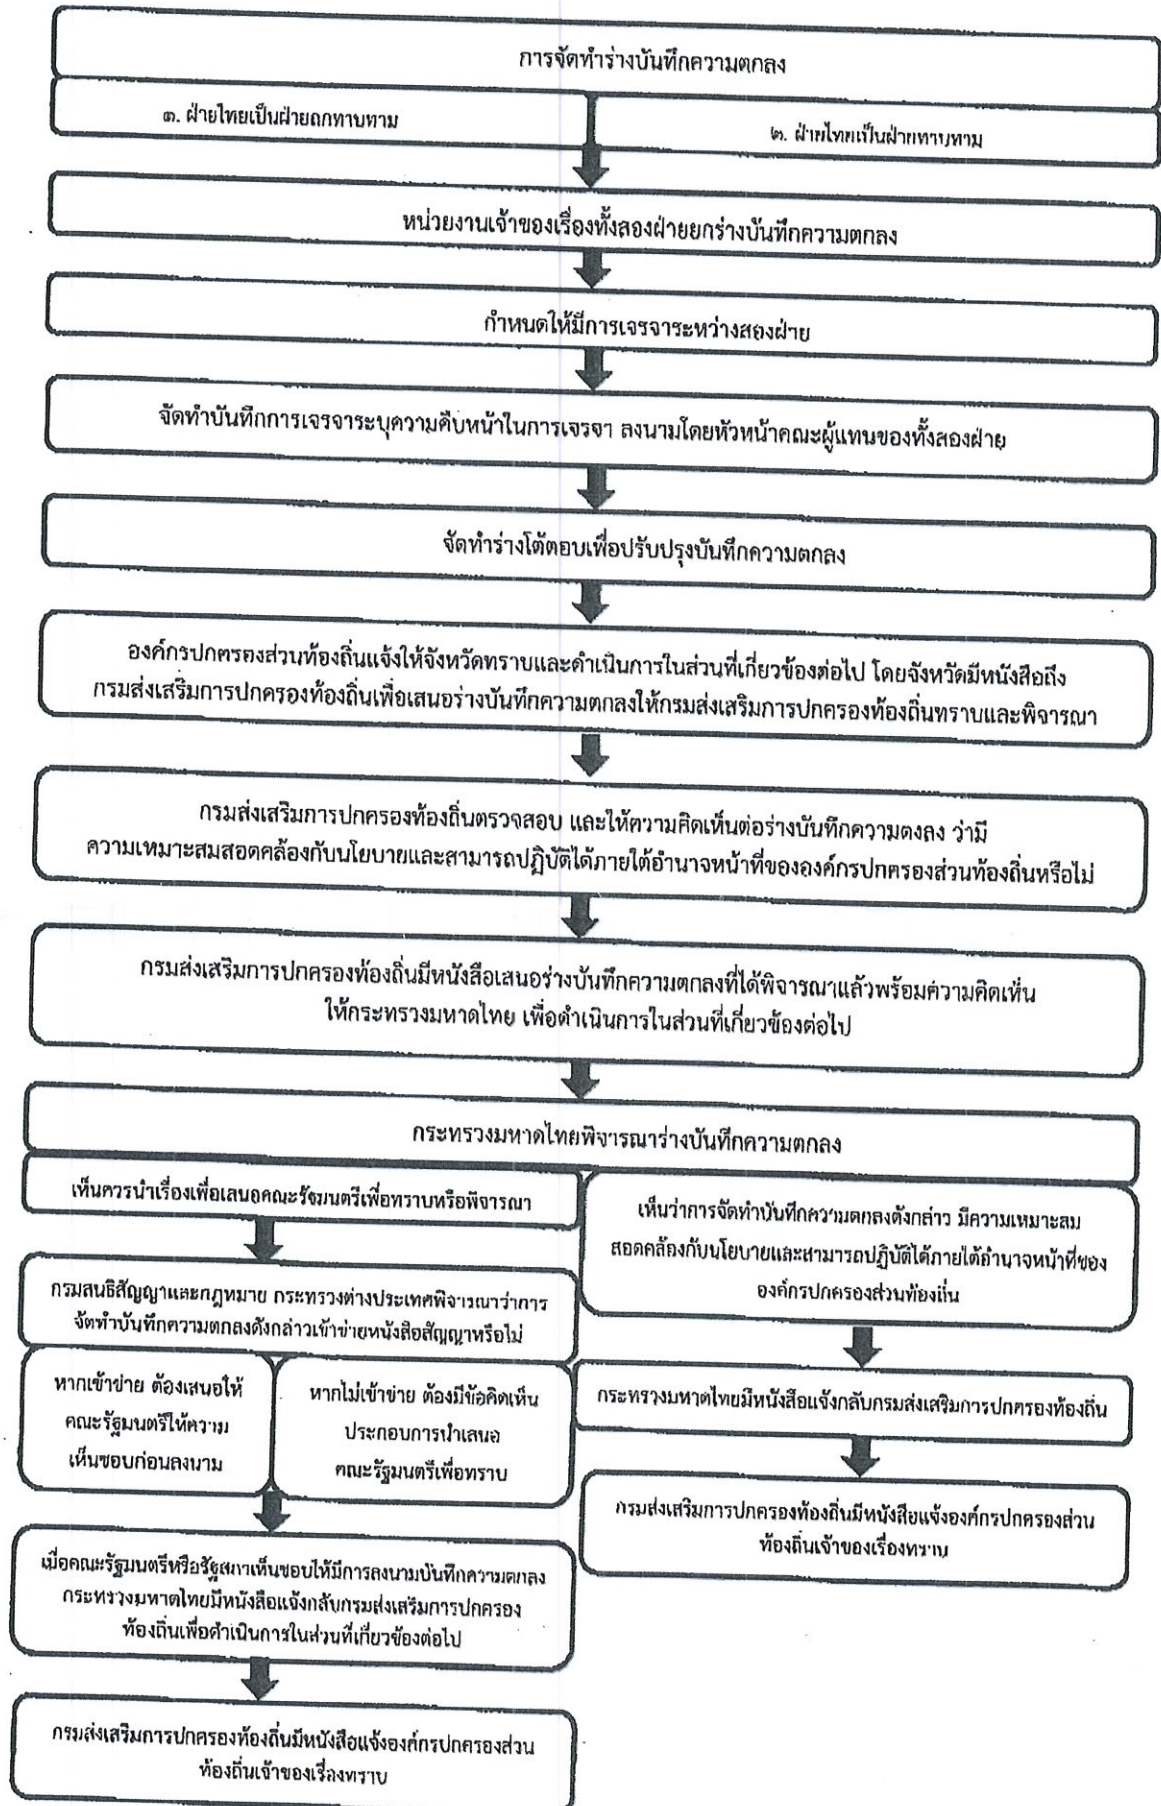 การจัดทำร่างบันทึกความตกลง
๑. ฝ่ายไทยเป็นฝ่ายถูกทาบทาม
๒. ฝ่ายไทยเป็นฝ่ายทาบทาม
หน่วยงานเจ้าของเรื่องทั้งสองฝ่ายยกร่างบันทึกความตกลง
กำหนดให้มีการเจรจาระหว่างสองฝ่าย
จัดทำบันทึกการเจรจาระบุความคืบหน้าในการเจรจา ลงนามโดยหัวหน้าคณะผู้แทนของทั้งสองฝ่าย
จัดทำร่างโต้ตอบเพื่อปรับปรุงบันทึกความตกลง
องค์กรปกครองส่วนท้องถิ่นแจ้งให้จังหวัดทราบและดำเนินการในส่วนที่เกี่ยวข้องต่อไป โดยจังหวัดมีหนังสือถึง
กรมส่งเสริมการปกครองท้องถิ่นเพื่อเสนอร่างบันทึกความตกลงให้กรมส่งเสริมการปกครองท้องถิ่นทราบและพิจารณา
กรมส่งเสริมการปกครองท้องถิ่นตรวจสอบ และให้ความคิดเห็นต่อร่างบันทึกความตงลง ว่ามี
ความเหมาะสมสอดคล้องกับนโยบายและสามารถปฏิบัติได้ภายใต้อำนาจหน้าที่ขององค์กรปกครองส่วนท้องถิ่นหรือไม่
กรมส่งเสริมการปกครองท้องถิ่นมีหนังสือเสนอร่างบันทึกความตกลงที่ได้พิจารณาแล้วพร้อมความคิดเห็น
ให้กระทรวงมหาดไทย เพื่อดำเนินการในส่วนที่เกี่ยวข้องต่อไป
กระทรวงมหาดไทยพิจารณาร่างบันทึกความตกลง
เห็นควรนำเรื่องเพื่อเสนอคณะรัฐมนตรีเพื่อทราบหรือพิจารณา
กรมสนธิสัญญาและกฎหมาย กระทรวงต่างประเทศพิจารณาว่าการ
จัดทำบันทึกความตกลงดังกล่าวเข้าข่ายหนังสือสัญญาหรือไม่
หากเข้าข่าย ต้องเสนอให้
คณะรัฐมนตรีให้ความ
เห็นชอบก่อนลงนาม
หากไม่เข้าข่าย ต้องมีข้อคิดเห็น
ประกอบการนำเสนอ
คณะรัฐมนตรีเพื่อทราบ
เมื่อคณะรัฐมนตรีหรือรัฐสภาเห็นชอบให้มีการลงนามบันทึกความตกลง
กระทรวงมหาดไทยมีหนังสือแจ้งกลับกรมส่งเสริมการปกครอง
ท้องถิ่นเพื่อดำเนินการในส่วนที่เกี่ยวข้องต่อไป
กรมส่งเสริมการปกครองท้องถิ่นมีหนังสือแจ้งองค์กรปกครองส่วน
ท้องถิ่นเจ้าของเรื่องทราบ
เห็นว่าการจัดทำบันทึกความตกลงดังกล่าว มีความเหมาะสม
สอดคล้องกับนโยบายและสามารถปฏิบัติได้ภายใต้อำนาจหน้าที่ของ
องค์กรปกครองส่วนท้องถิ่น
กระทรวงมหาดไทยมีหนังสือแจ้งกลับกรมส่งเสริมการปกครองท้องถิ่น
กรมส่งเสริมการปกครองท้องถิ่นมีหนังสือแจ้งองค์กรปกครองส่วน
ท้องถิ่นเจ้าของเรื่องทราบ